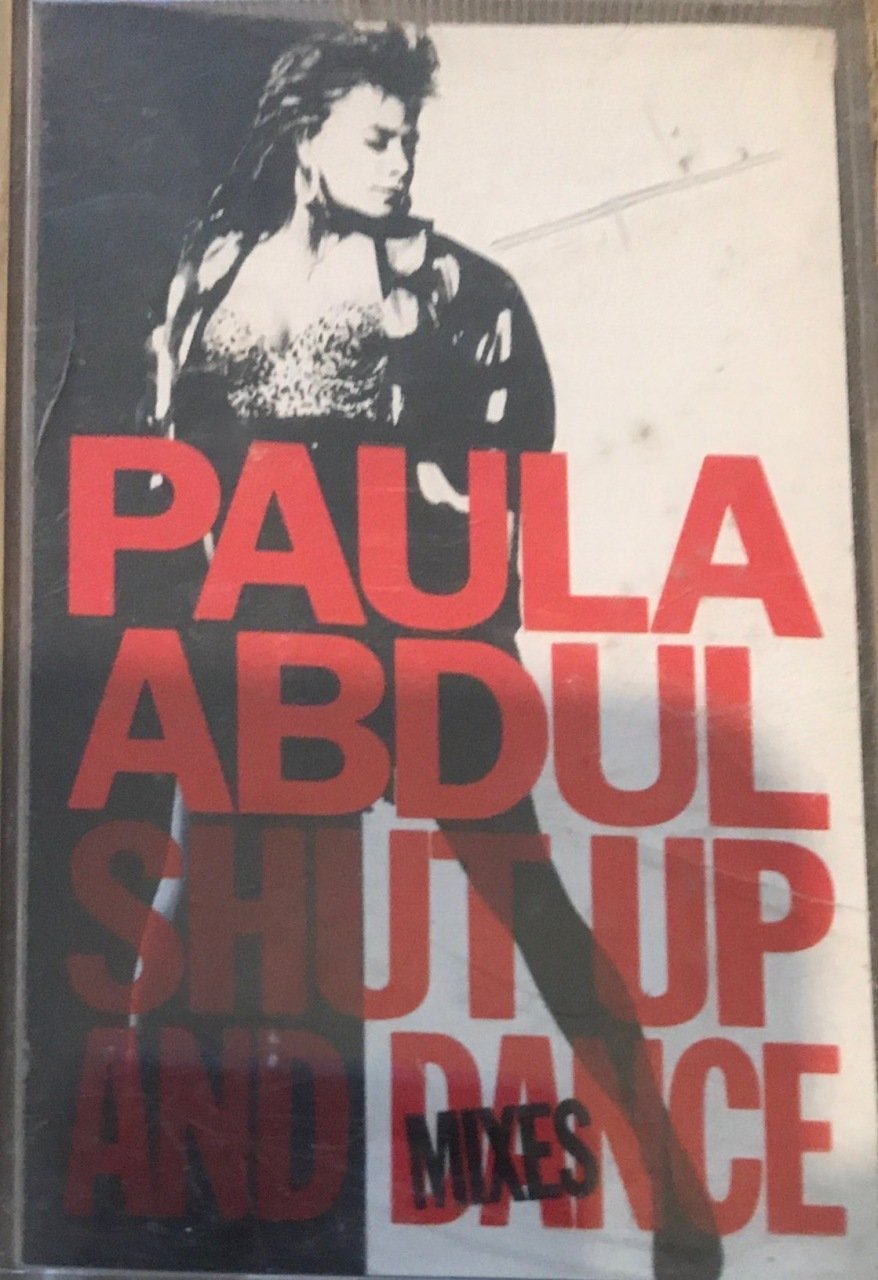 PAULA
ABDUL
SHUT UP
AND DANCE
MIXES